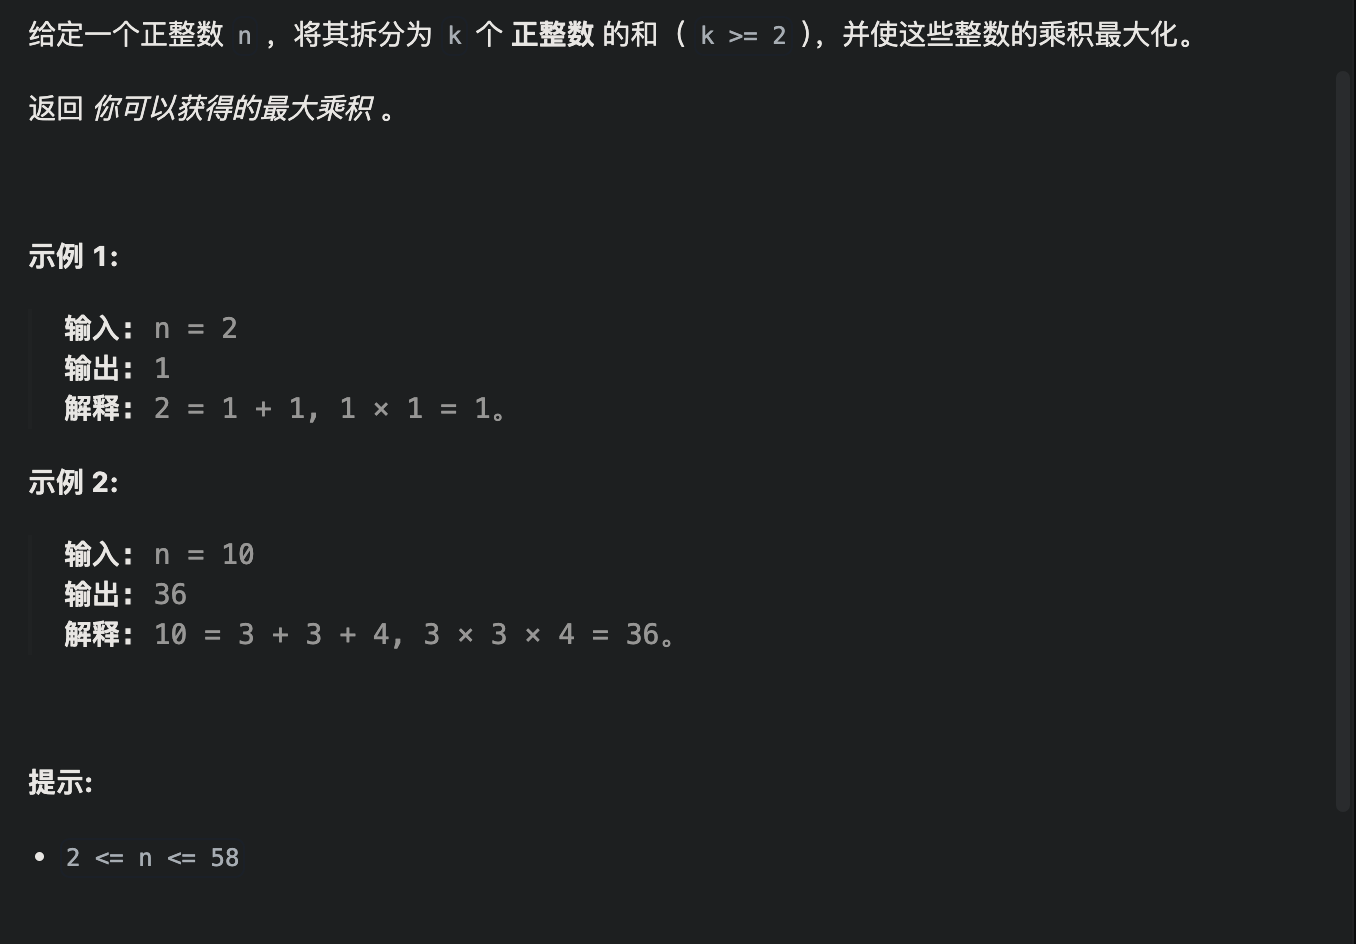 给定一个正整数 n ，将其拆分为 k 个 正整数 的和（ k >= 2 ），并使这些整数的乘积最大化。
返回 你可以获得的最大乘积 。
示例 1:
输入: n = 2
输出: 1
解释: 2 = 1 + 1, 1 × 1 = 1。
示例 2:
输入: n = 10
输出: 36
解释: 10 = 3 + 3 + 4, 3 × 3 × 4 = 36。
提示:
• 2 <= n <= 58